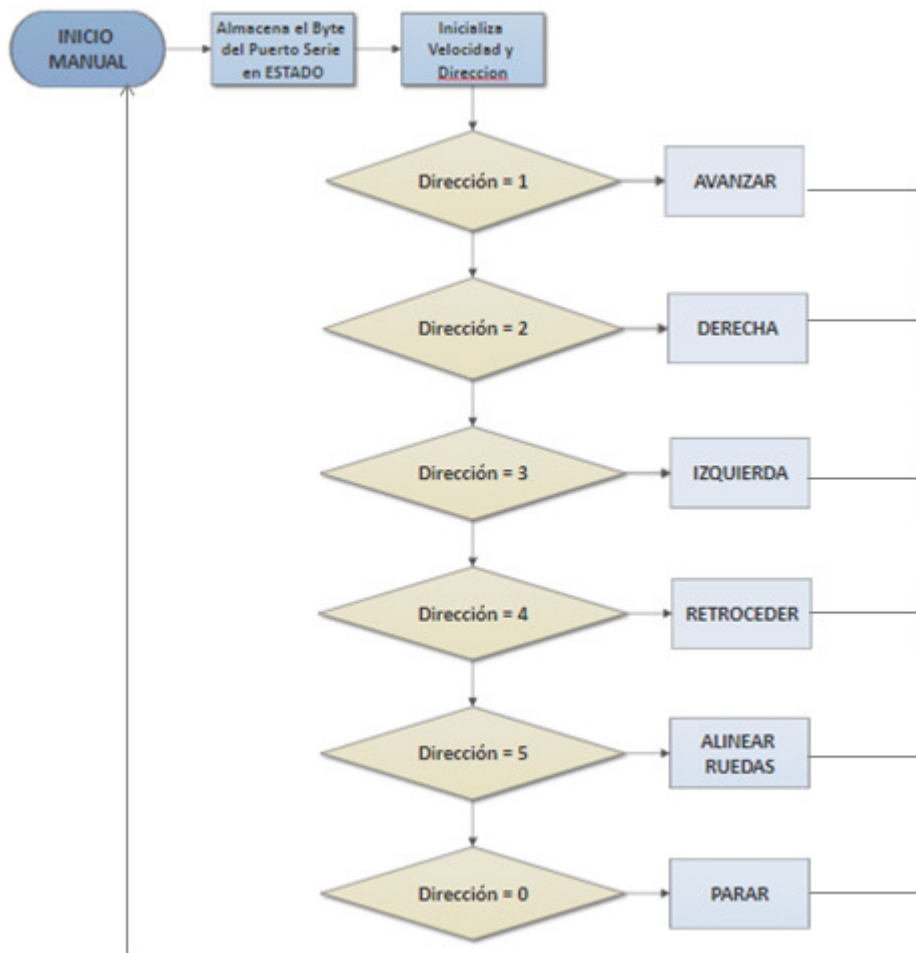 INICIO
MANUAL
Almacena el Byte
del Puerto Serie
en ESTADO
Inicializa
Velocidad y
Direccion
Dirección = 1
AVANZAR
Dirección = 2
DERECHA
Dirección = 3
IZQUIERDA
Dirección = 4
RETROCEDER
Dirección = 5
ALINEAR
RUEDAS
Dirección = 0
PARAR